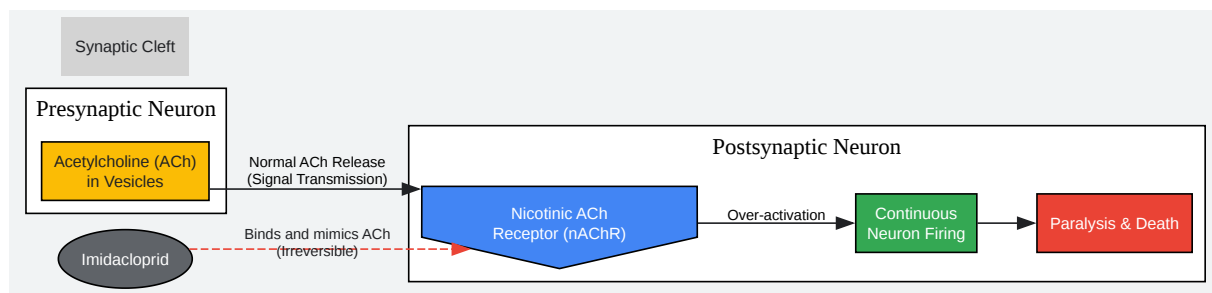 Synaptic Cleft
Presynaptic Neuron
Acetylcholine (ACh)
in Vesicles
Normal ACh Release
(Signal Transmission)
Imidacloprid
Binds and mimics ACh
(Irreversible)
Postsynaptic Neuron
Nicotinic ACh
Receptor (nAChR)
Over-activation
Continuous
Neuron Firing
Paralysis & Death